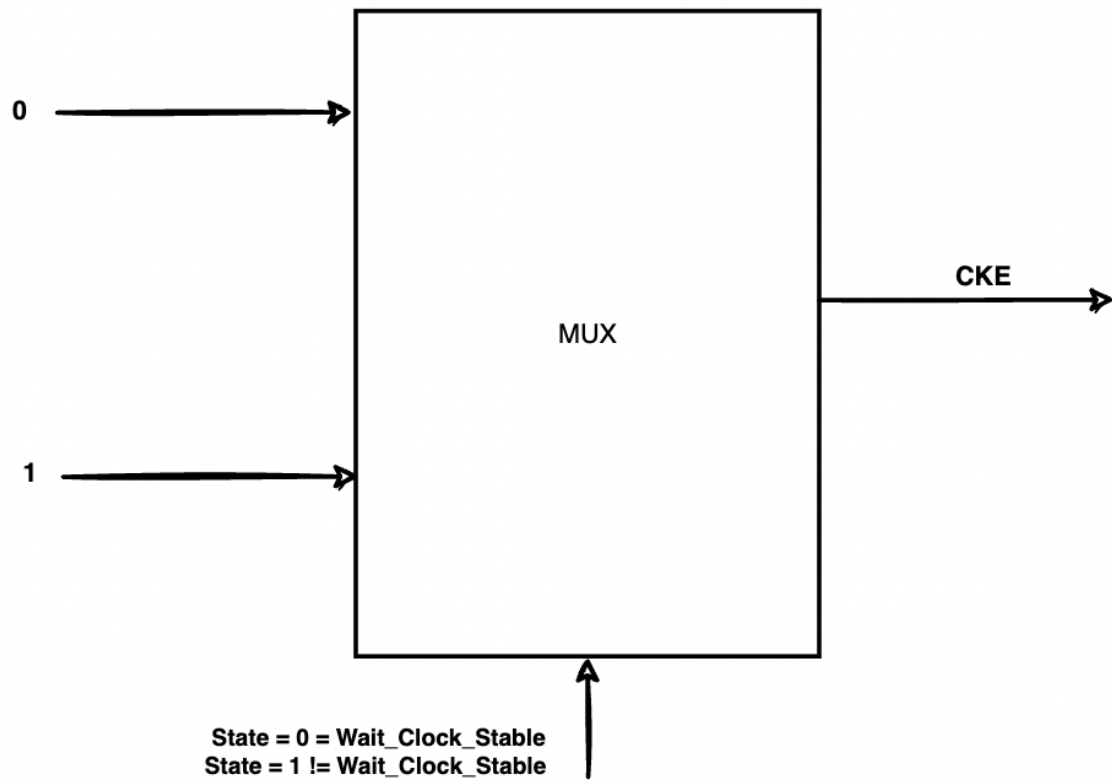 0
CKE
MUX
1
State = 0 = Wait_Clock_Stable
State = 1 != Wait_Clock_Stable